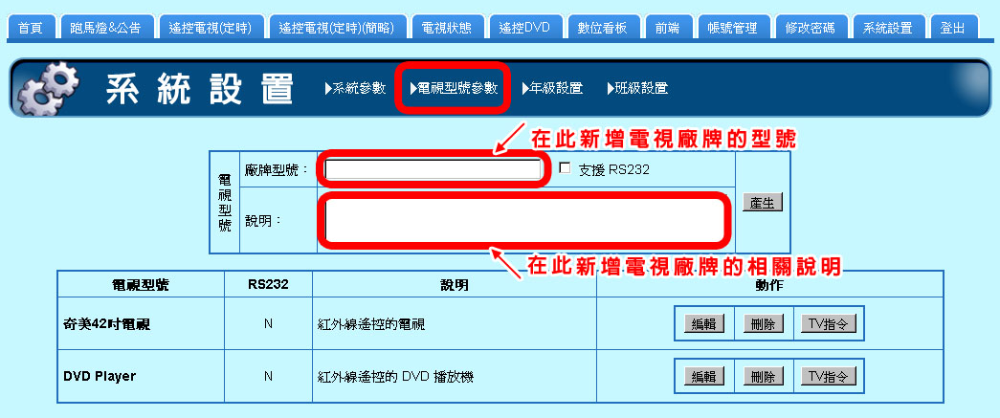 首頁 跑馬燈&公告 遙控電視(定時) 遙控電視(定時)(簡略) 電視狀態 遙控DVD 數位看板 前端 帳號管理 修改密碼 系統設置 登出
系統設置 系統參數 電視型號參數 年級設置 班級設置
在此新增電視廠牌的型號
電視型號
廠牌型號： 支援 RS232
說明：
產生
在此新增電視廠牌的相關說明
電視型號 RS232 說明 動作
奇美42吋電視 N 紅外線遙控的電視 編輯 刪除 TV指令
DVD Player N 紅外線遙控的 DVD 播放機 編輯 刪除 TV指令